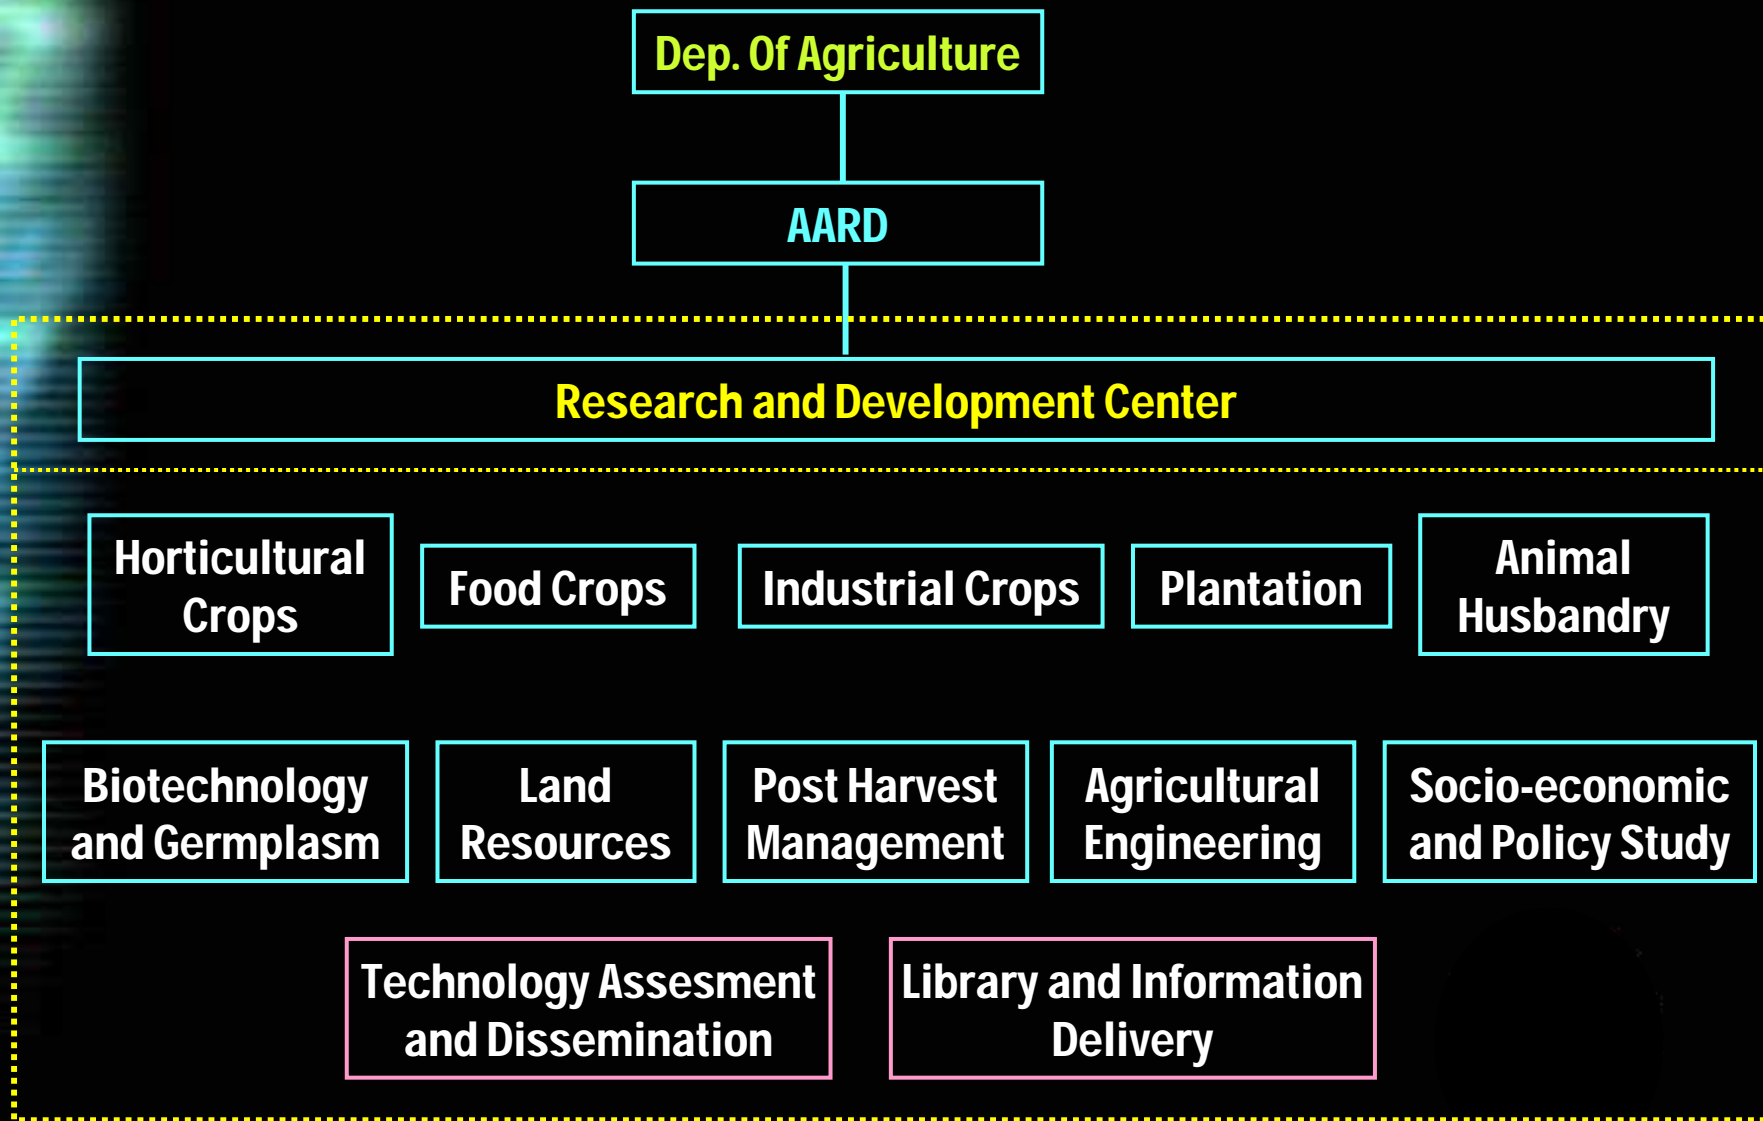 Dep. Of Agriculture
AARD
Research and Development Center
Horticultural
Crops
Food Crops
Industrial Crops
Plantation
Animal
Husbandry
Biotechnology
and Germplasm
Land
Resources
Post Harvest
Management
Agricultural
Engineering
Socio-economic
and Policy Study
Technology Assesment
and Dissemination
Library and Information
Delivery